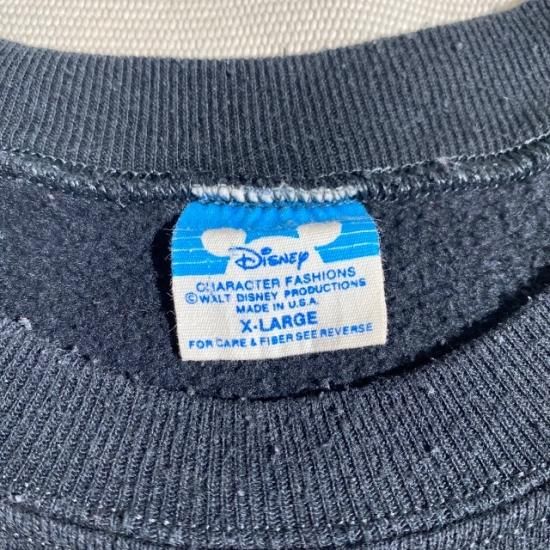 Disney
CHARACTER FASHIONS
©WALT DISNEY PRODUCTIONS
MADE IN U.S.A.
X-LARGE
FOR CARE & FIBER SEE REVERSE